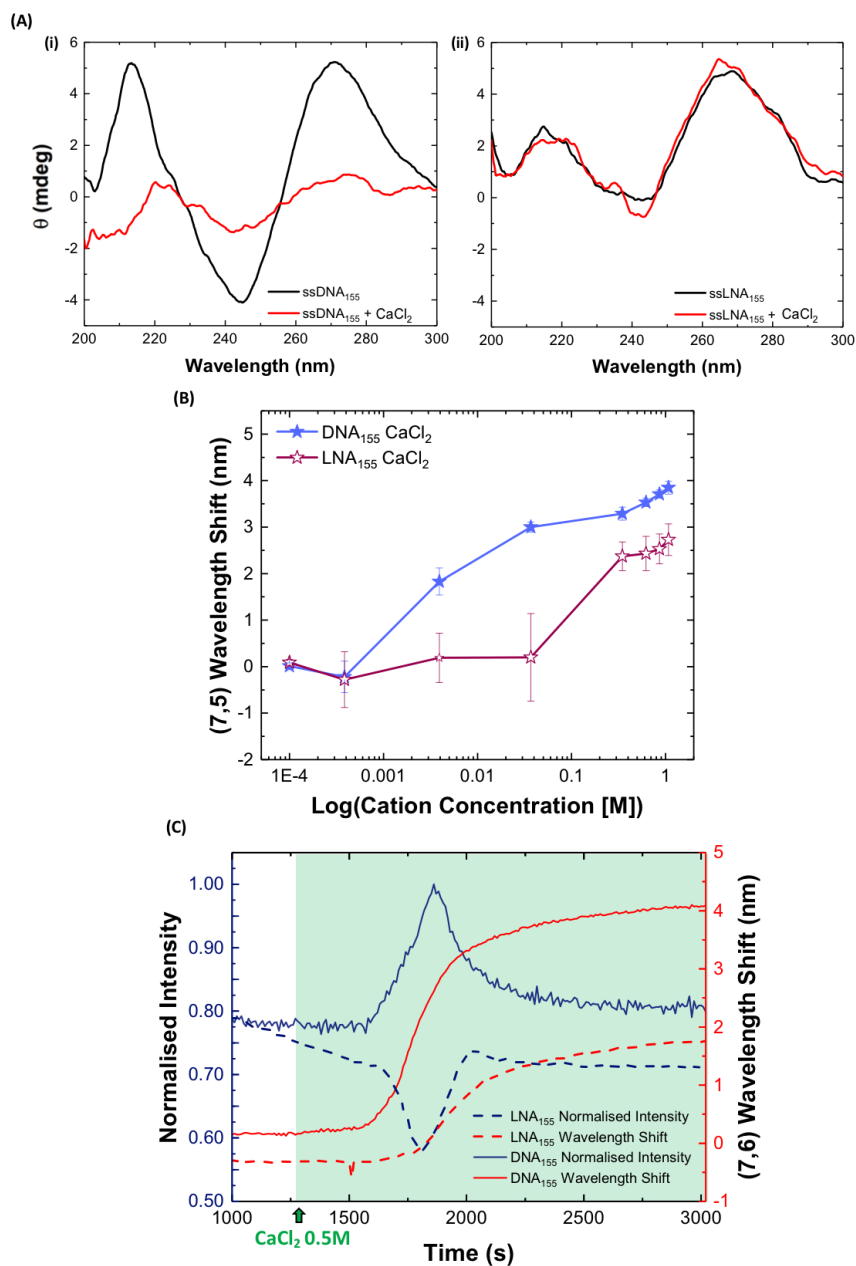 (A)
(i)
(ii)
6
4
2
0
-2
-4
θ (mdeg)
ssDNA155
ssDNA155 + CaCl2
200 220 240 260 280 300
Wavelength (nm)
6
4
2
0
-2
-4
ssLNA155
ssLNA155 + CaCl2
200 220 240 260 280 300
Wavelength (nm)
(B)
DNA155 CaCl2
LNA155 CaCl2
5
4
3
2
1
0
-1
-2
(7,5) Wavelength Shift (nm)
1E-4 0.001 0.01 0.1 1
Log(Cation Concentration [M])
(C)
1.00
0.90
0.80
0.70
0.60
0.50
Normalised Intensity
5
4
3
2
1
0
-1
(7,6) Wavelength Shift (nm)
LNA155 Normalised Intensity
LNA155 Wavelength Shift
DNA155 Normalised Intensity
DNA155 Wavelength Shift
1000 1500 2000 2500 3000
CaCl2 0.5M
Time (s)